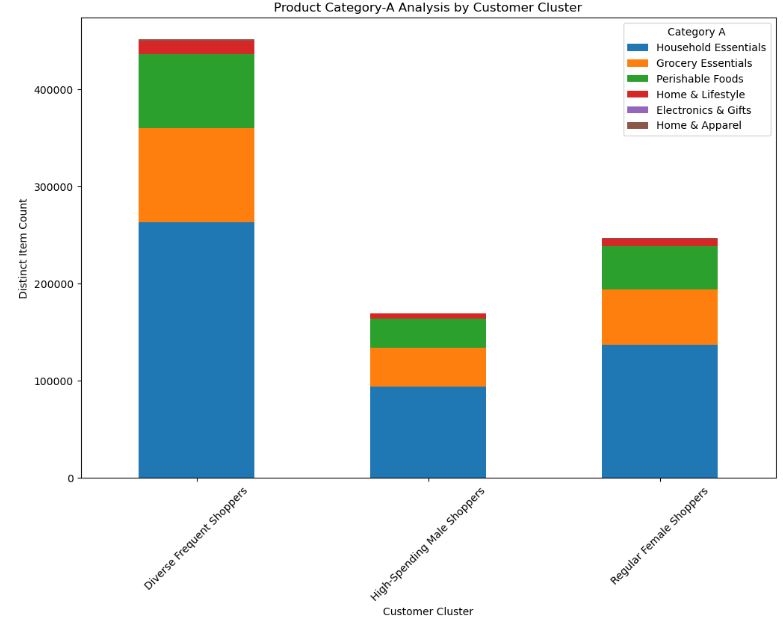 Product Category-A Analysis by Customer Cluster
Category A
Household Essentials
Grocery Essentials
Perishable Foods
Home & Lifestyle
Electronics & Gifts
Home & Apparel
Distinct Item Count
400000
300000
200000
100000
0
Diverse Frequent Shoppers
High-Spending Male Shoppers
Regular Female Shoppers
Customer Cluster